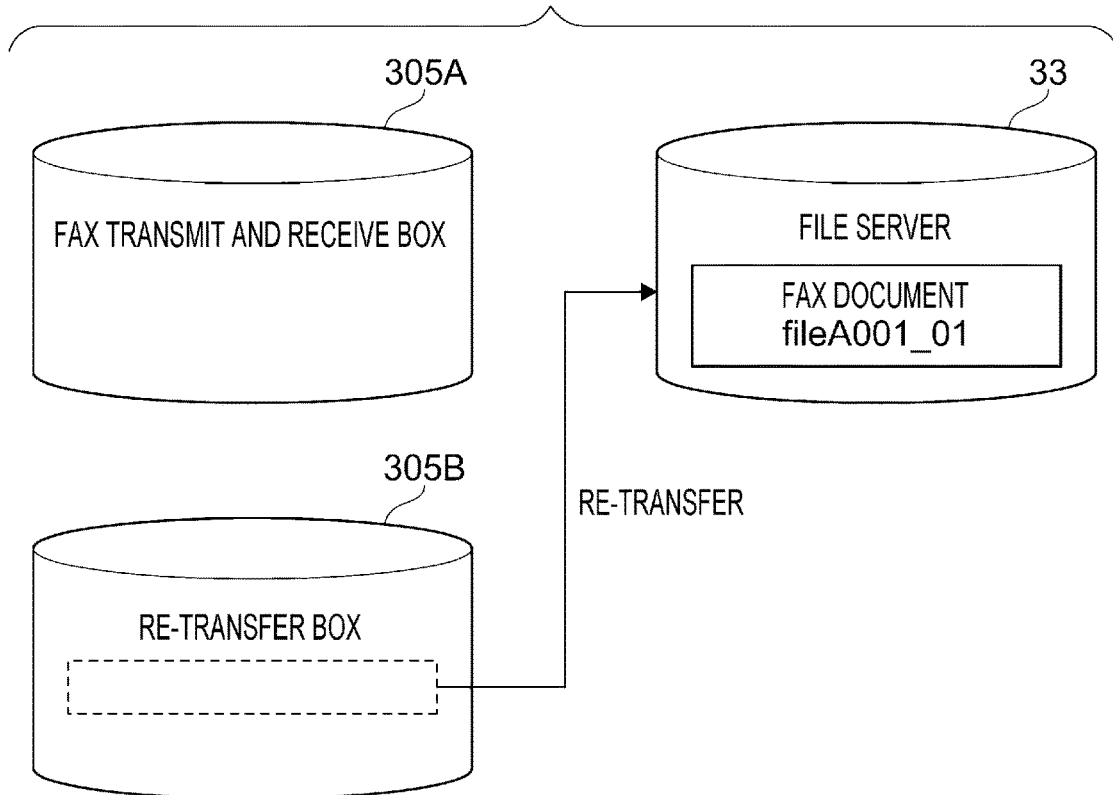 305A
33
FAX TRANSMIT AND RECEIVE BOX
FILE SERVER
FAX DOCUMENT
fileA001_01
305B
RE-TRANSFER
RE-TRANSFER BOX